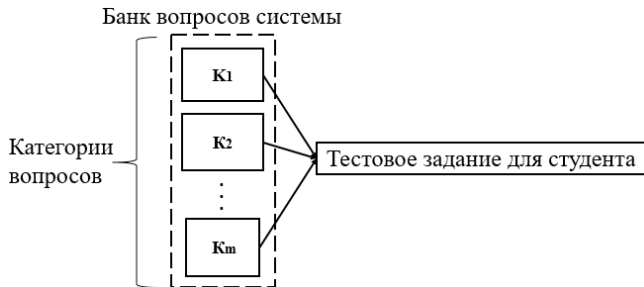 Банк вопросов системы
К1
Категории
вопросов
К2
Тестовое задание для студента
Кm